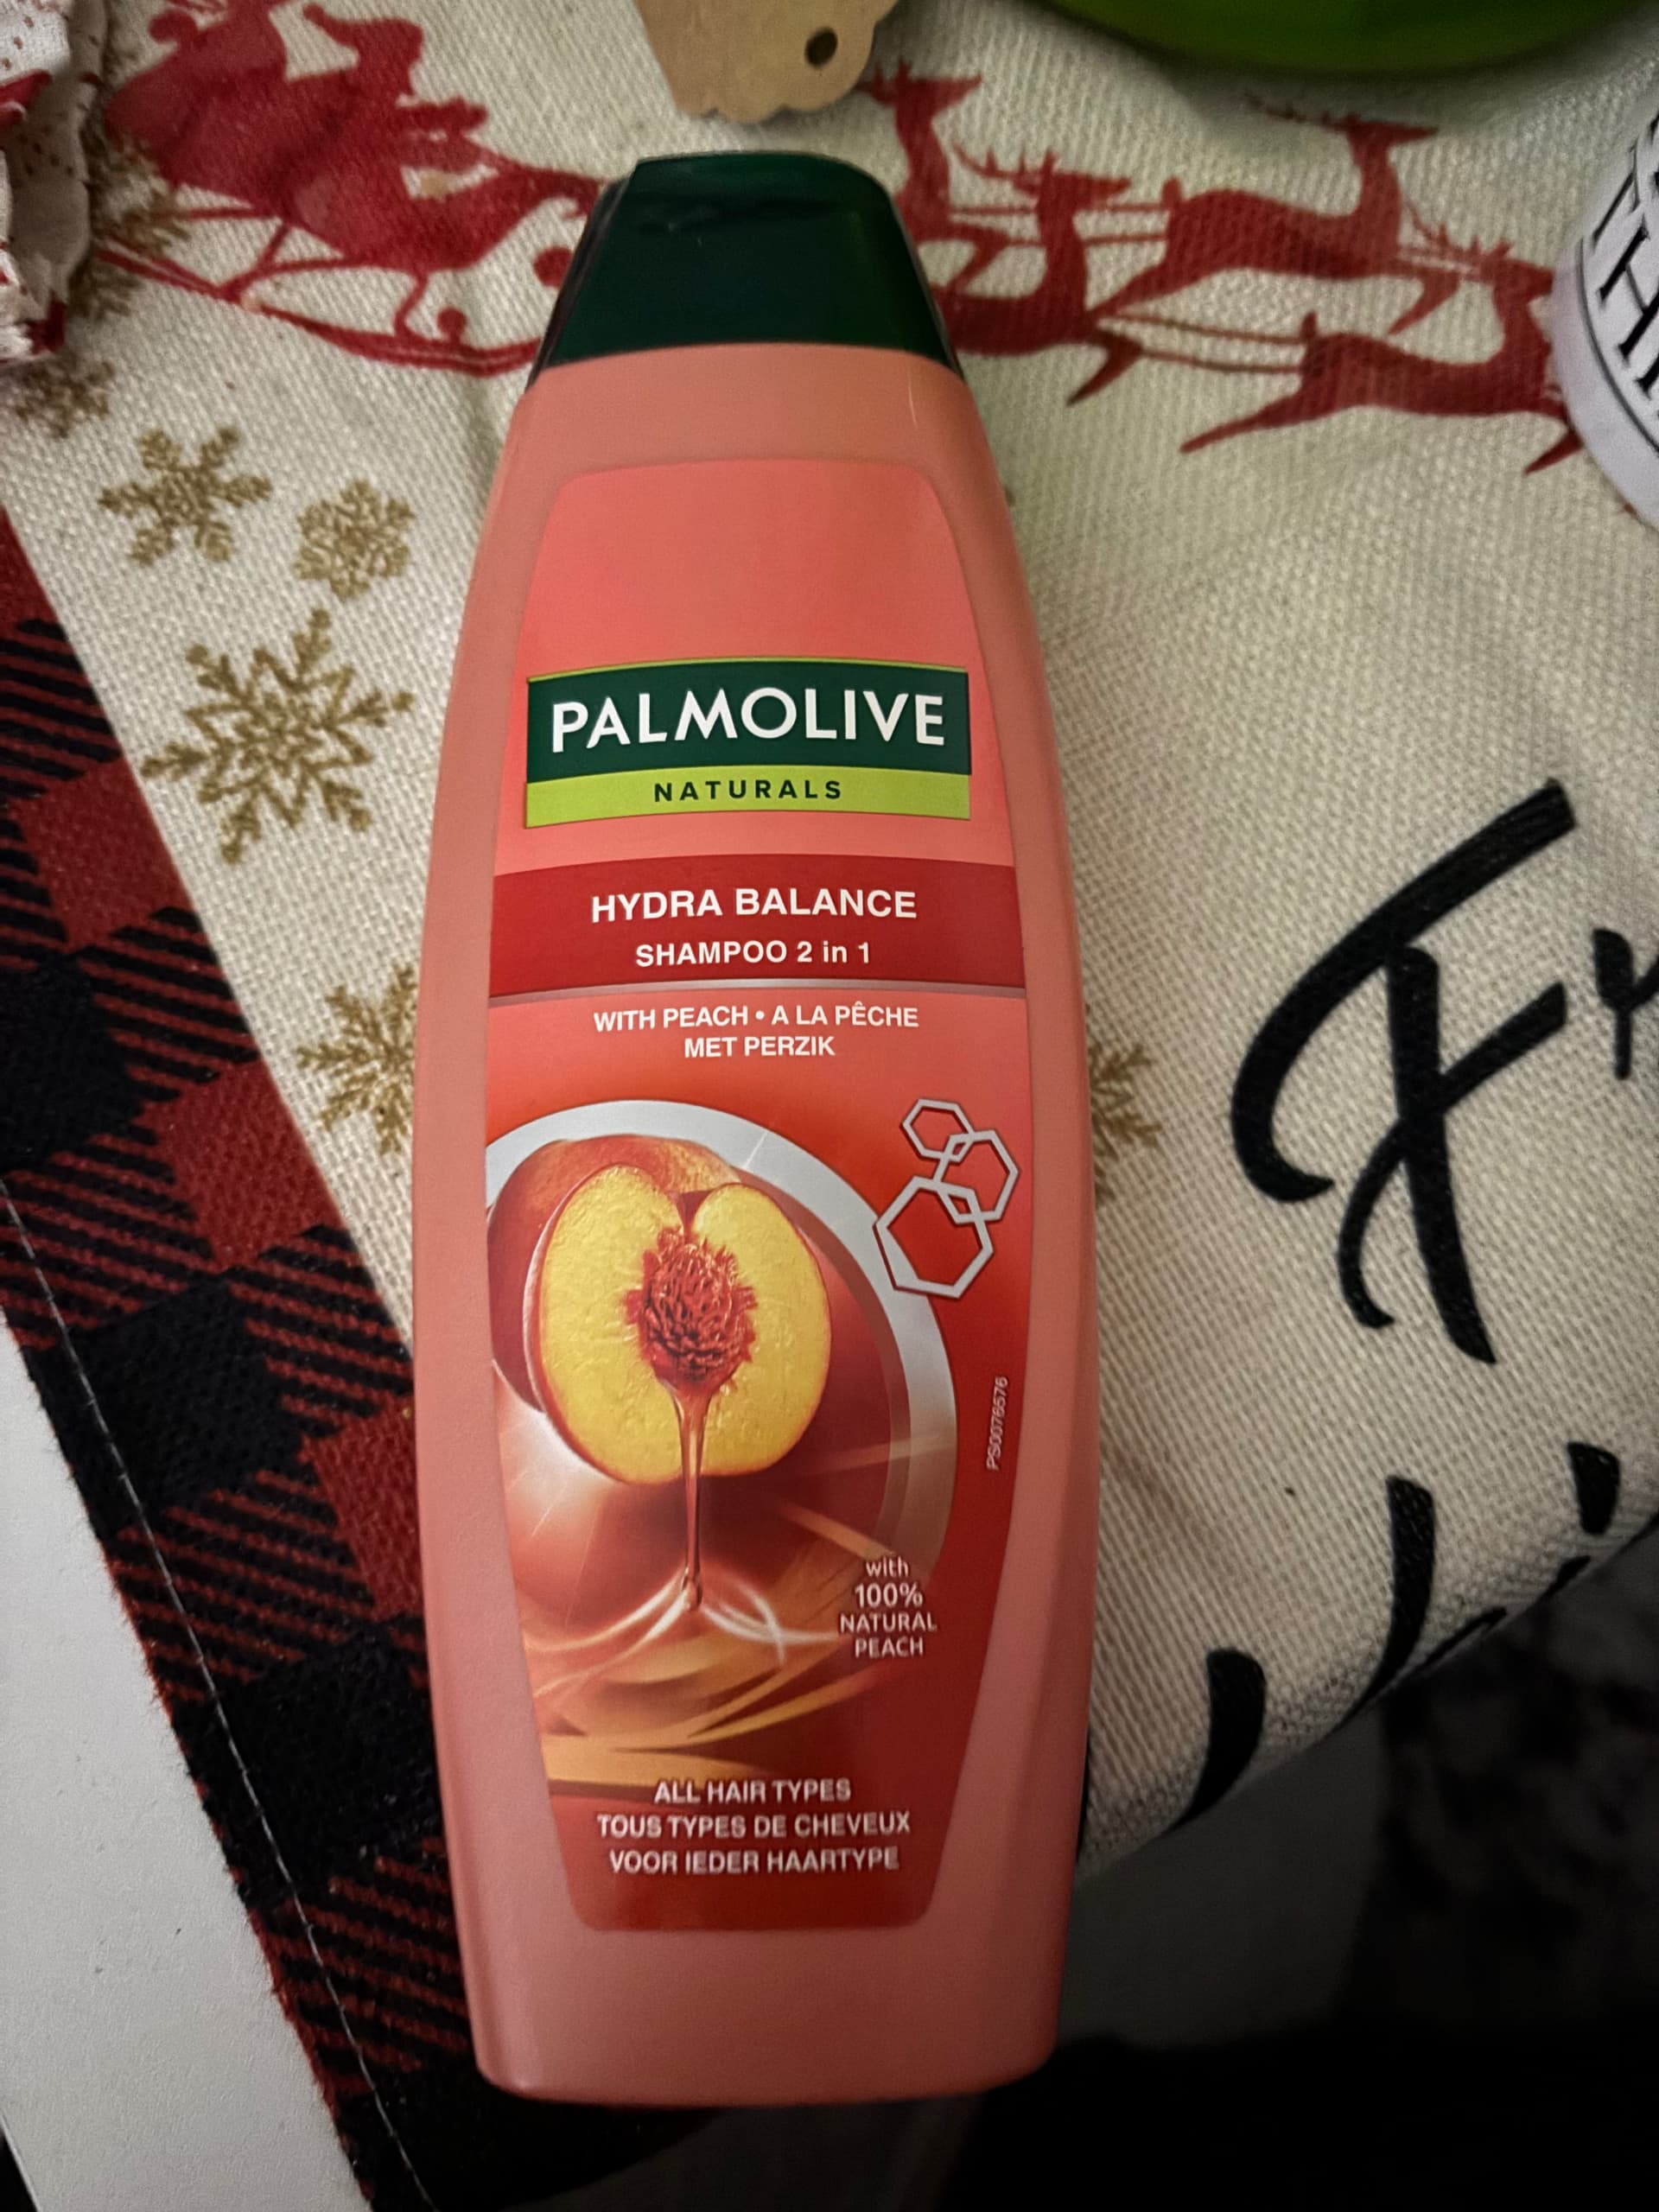 PALMOLIVE
NATURALS
HYDRA BALANCE
SHAMPOO 2 in 1
WITH PEACH • A LA PÊCHE
MET PERZIK
PS0076576
with
100%
NATURAL
PEACH
ALL HAIR TYPES
TOUS TYPES DE CHEVEUX
VOOR IEDER HAARTYPE